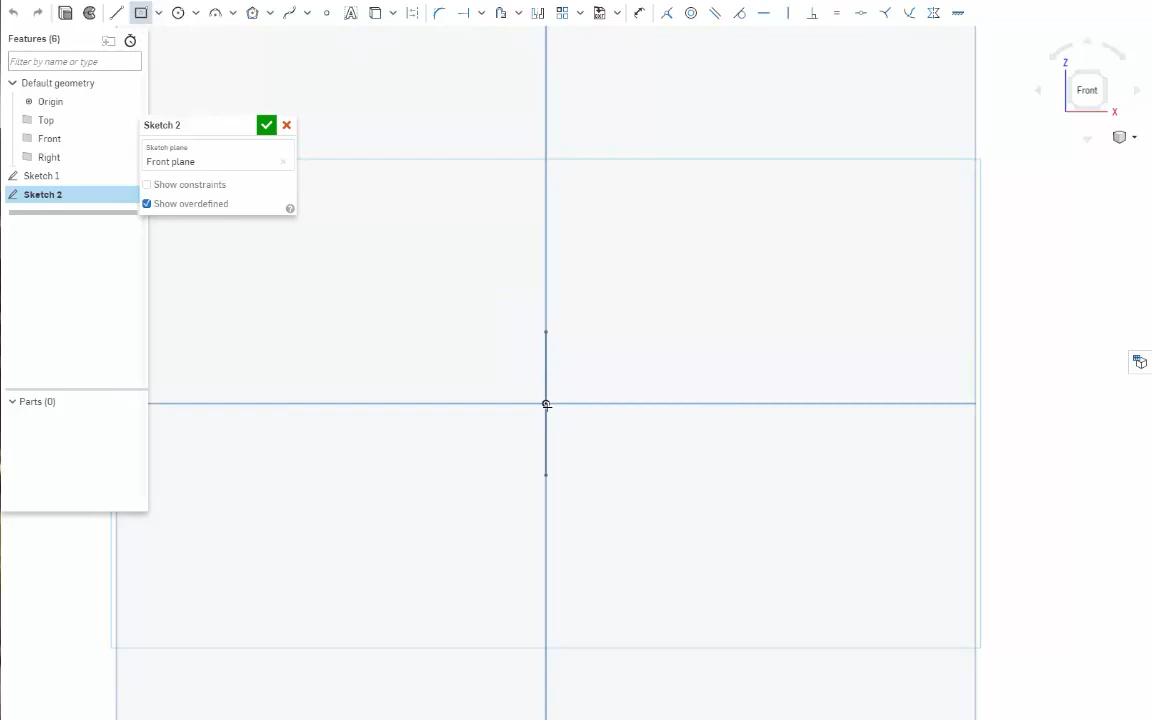 Features (6)
Filter by name or type
Default geometry
Origin
Top
Front
Right
Sketch 1
Sketch 2
Parts (0)
Sketch 2
Sketch plane
Front plane
Show constraints
Show overdefined
Z
Front
X